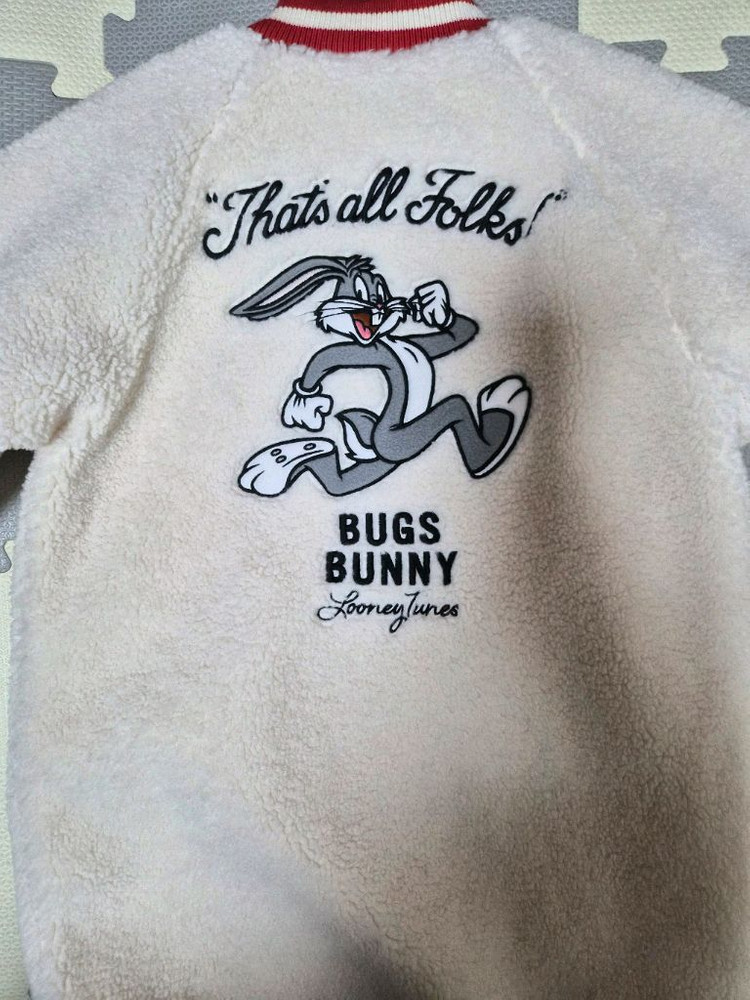 "That's all Folks!"
BUGS
BUNNY
Looney Tunes